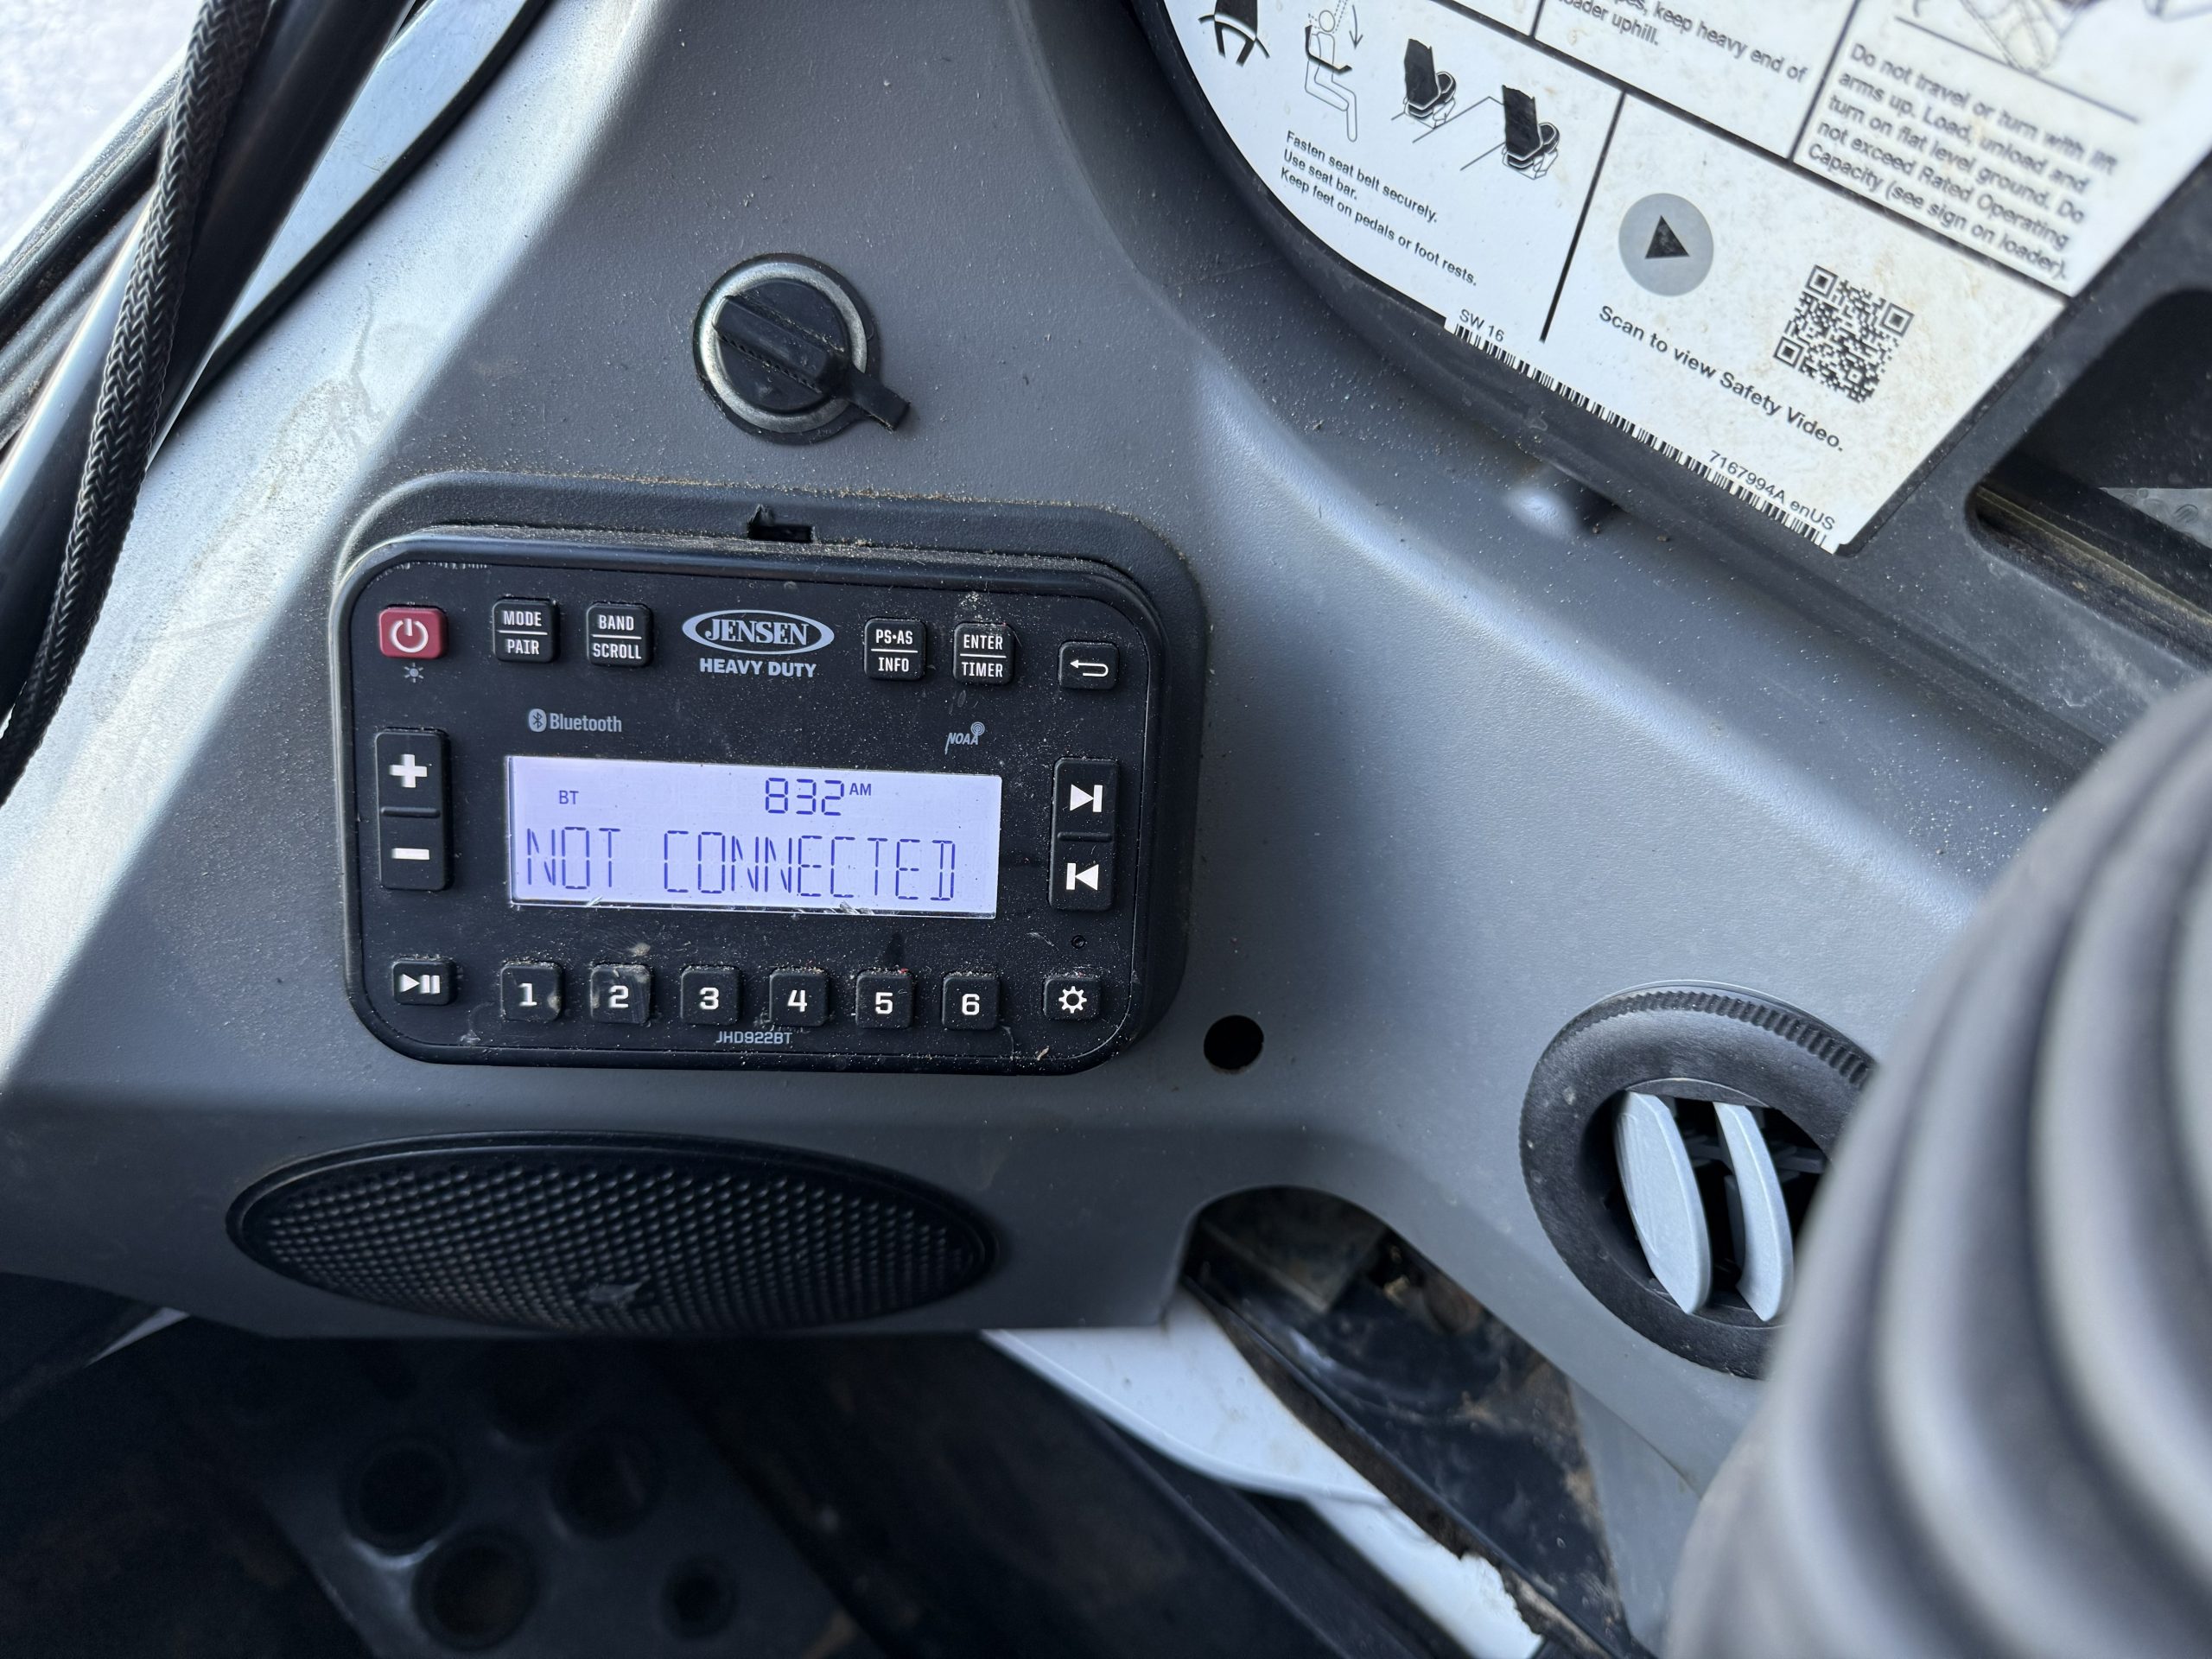 keep heavy end of
loader uphill.
Do not travel or turn with lift
arms up. Load, unload and
turn on flat level ground. Do
not exceed Rated Operating
Capacity (see sign on loader).
Fasten seat belt securely.
Use seat bar.
Keep feet on pedals or foot rests.
SW 16
Scan to view Safety Video.
7167994A enUS
MODE
PAIR
BAND
SCROLL
JENSEN
HEAVY DUTY
PS•AS
INFO
ENTER
TIMER
Bluetooth
NOAA
BT 832 AM
NOT CONNECTED
1 2 3 4 5 6
JHD922BT